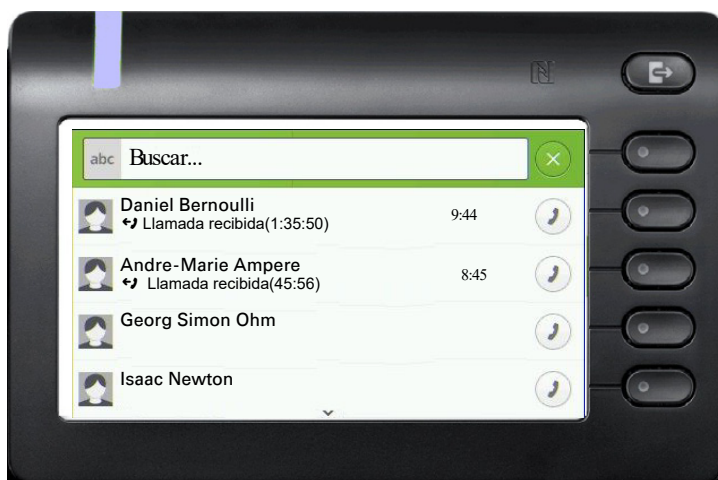 abc Buscar...
Daniel Bernoulli
Llamada recibida(1:35:50) 9:44
Andre-Marie Ampere
Llamada recibida(45:56) 8:45
Georg Simon Ohm
Isaac Newton